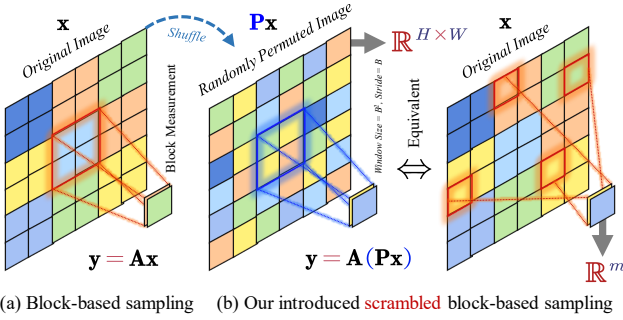 x
Original Image
Shuffle
Px
Randomly Permuted Image
ℝ^{H×W}
x
Original Image
Block Measurement
Window Size = B², Stride = B
Equivalent
y = Ax
y = A(Px)
ℝ^m
(a) Block-based sampling
(b) Our introduced scrambled block-based sampling